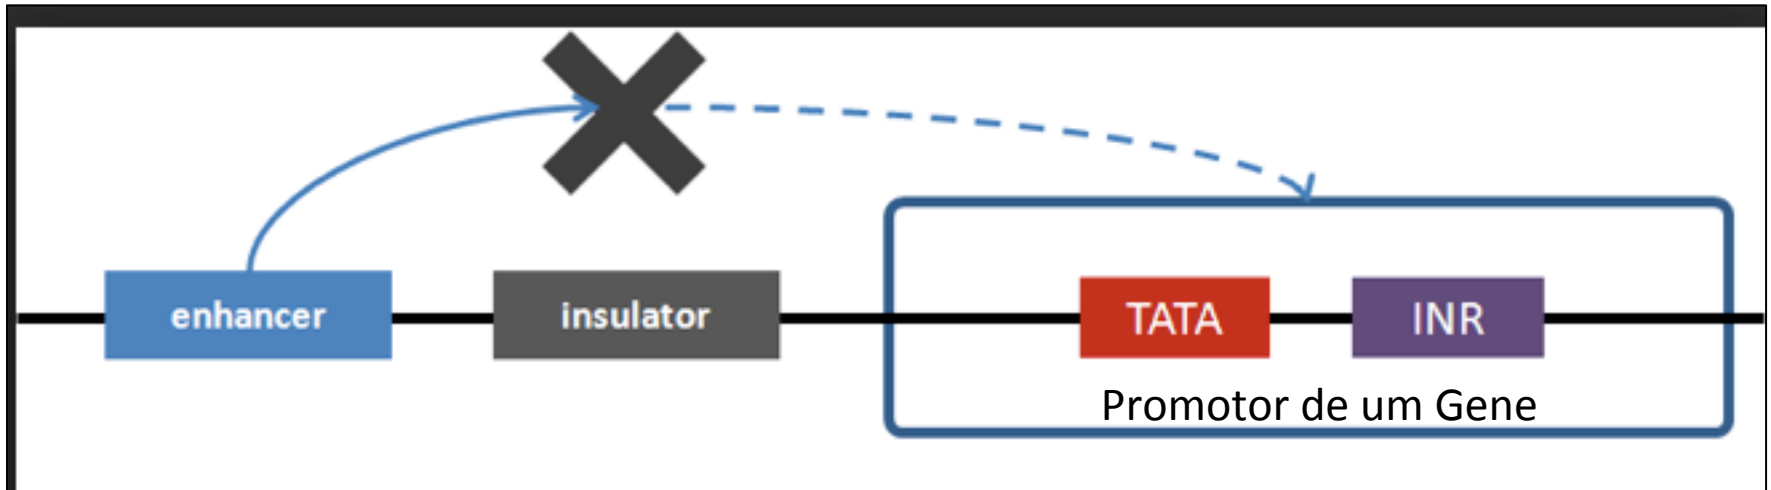 enhancer
insulator
TATA
INR
Promotor de um Gene